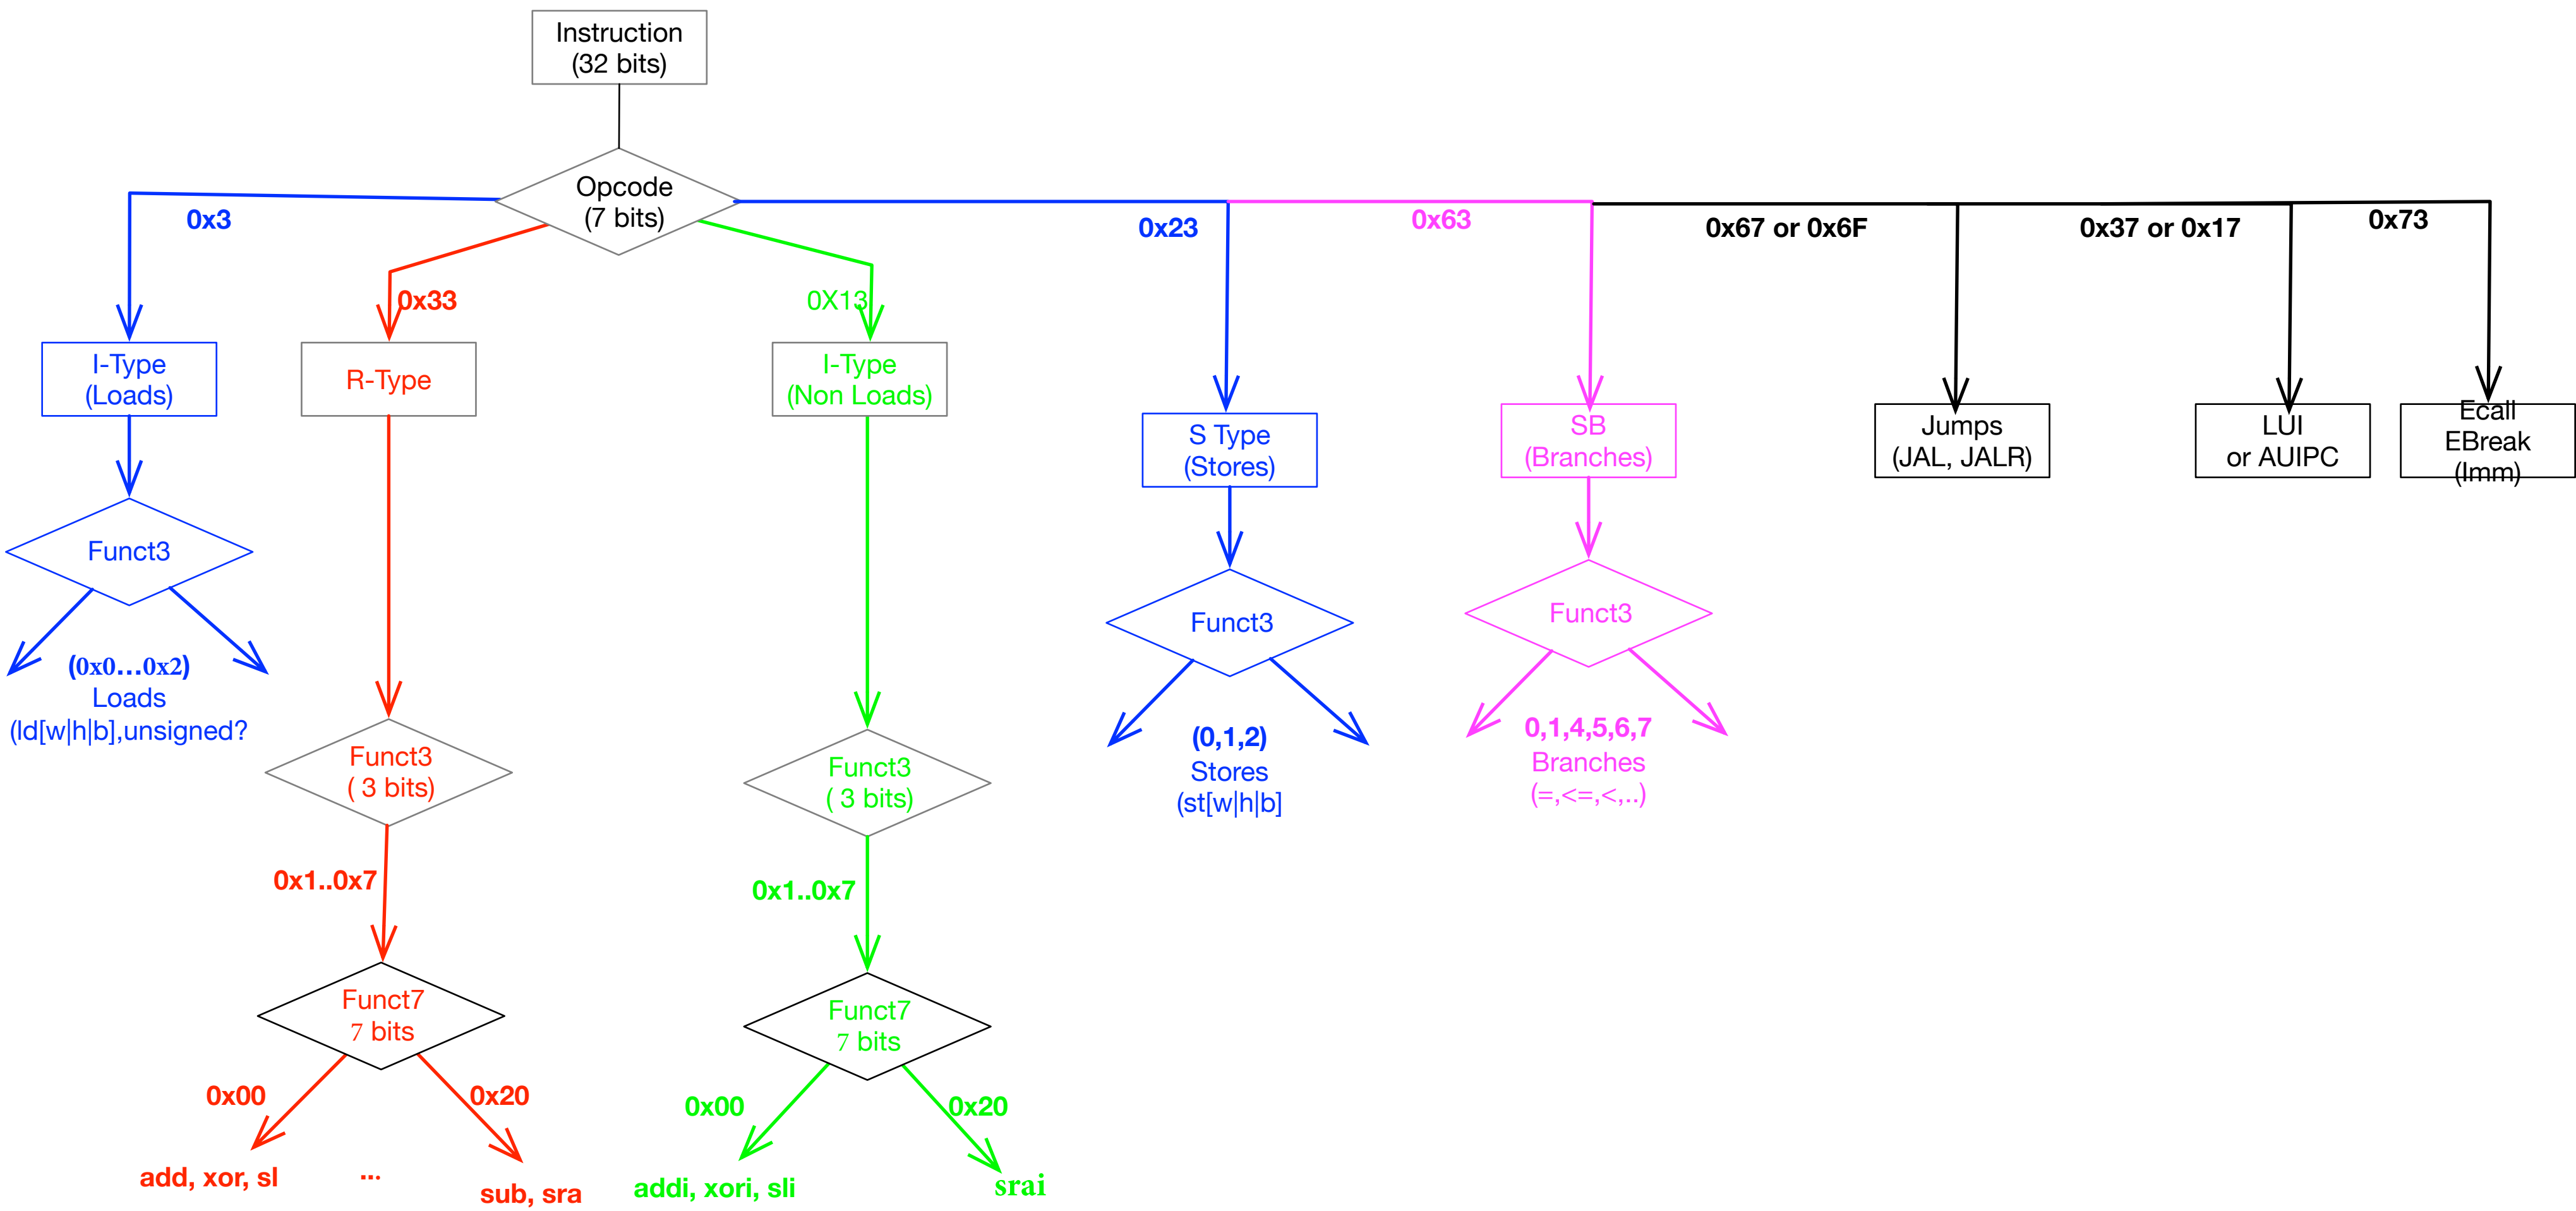 Instruction
(32 bits)
Opcode
(7 bits)
0x3
0x33
0X13
0x23
0x63
0x67 or 0x6F
0x37 or 0x17
0x73
I-Type
(Loads)
R-Type
I-Type
(Non Loads)
S Type
(Stores)
SB
(Branches)
Jumps
(JAL, JALR)
LUI
or AUIPC
Ecall
EBreak
(Imm)
Funct3
(0x0...0x2)
Loads
(ld[w|h|b],unsigned?
Funct3
( 3 bits)
0x1..0x7
Funct7
7 bits
0x00
0x20
add, xor, sl
...
sub, sra
Funct3
( 3 bits)
0x1..0x7
Funct7
7 bits
0x00
0x20
addi, xori, sli
srai
Funct3
(0,1,2)
Stores
(st[w|h|b]
Funct3
0,1,4,5,6,7
Branches
(=,<=,<,..)